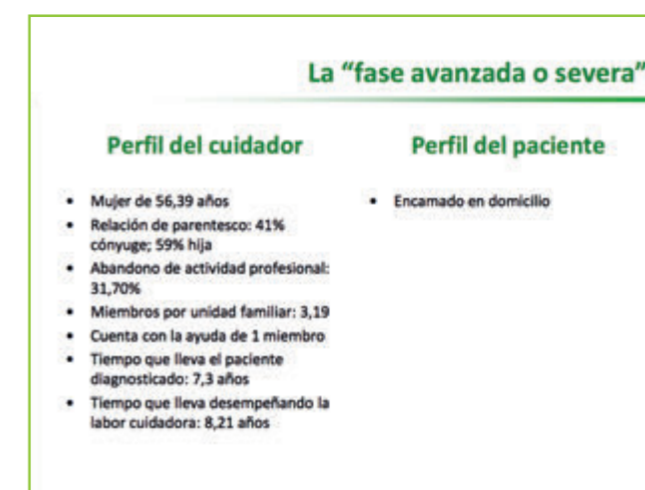 La “fase avanzada o severa”
Perfil del cuidador
• Mujer de 56,39 años
• Relación de parentesco: 41%
cónyuge; 59% hija
• Abandono de actividad profesional:
31,70%
• Miembros por unidad familiar: 3,19
• Cuenta con la ayuda de 1 miembro
• Tiempo que lleva el paciente
diagnosticado: 7,3 años
• Tiempo que lleva desempeñando la
labor cuidadora: 8,21 años
Perfil del paciente
• Encamado en domicilio